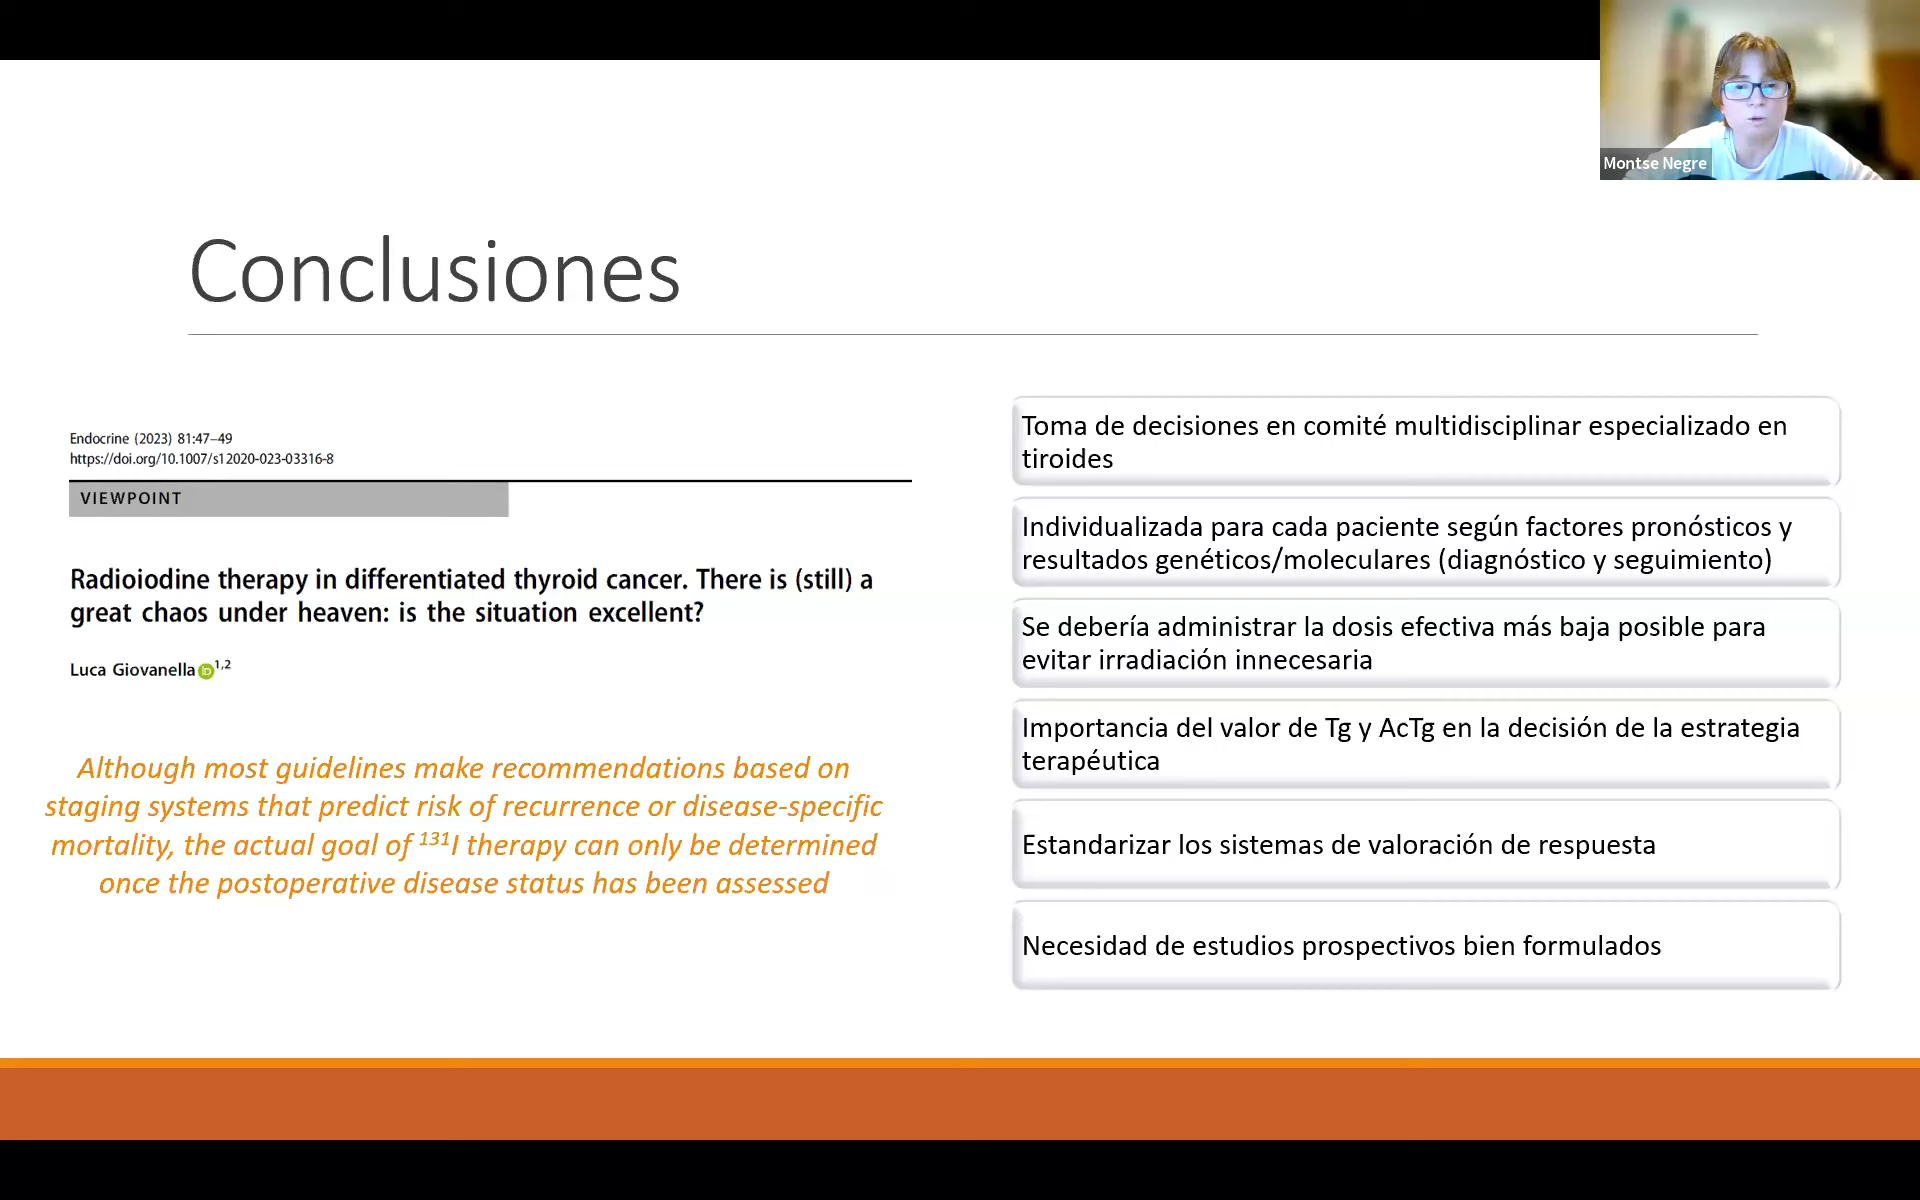 Montse Negre
Conclusiones
Endocrine (2023) 81:47–49
https://doi.org/10.1007/s12020-023-03316-8
VIEWPOINT
Radioiodine therapy in differentiated thyroid cancer. There is (still) a
great chaos under heaven: is the situation excellent?
Luca Giovanella iD 1,2
Although most guidelines make recommendations based on
staging systems that predict risk of recurrence or disease-specific
mortality, the actual goal of ¹³¹I therapy can only be determined
once the postoperative disease status has been assessed
Toma de decisiones en comité multidisciplinar especializado en
tiroides
Individualizada para cada paciente según factores pronósticos y
resultados genéticos/moleculares (diagnóstico y seguimiento)
Se debería administrar la dosis efectiva más baja posible para
evitar irradiación innecesaria
Importancia del valor de Tg y AcTg en la decisión de la estrategia
terapéutica
Estandarizar los sistemas de valoración de respuesta
Necesidad de estudios prospectivos bien formulados